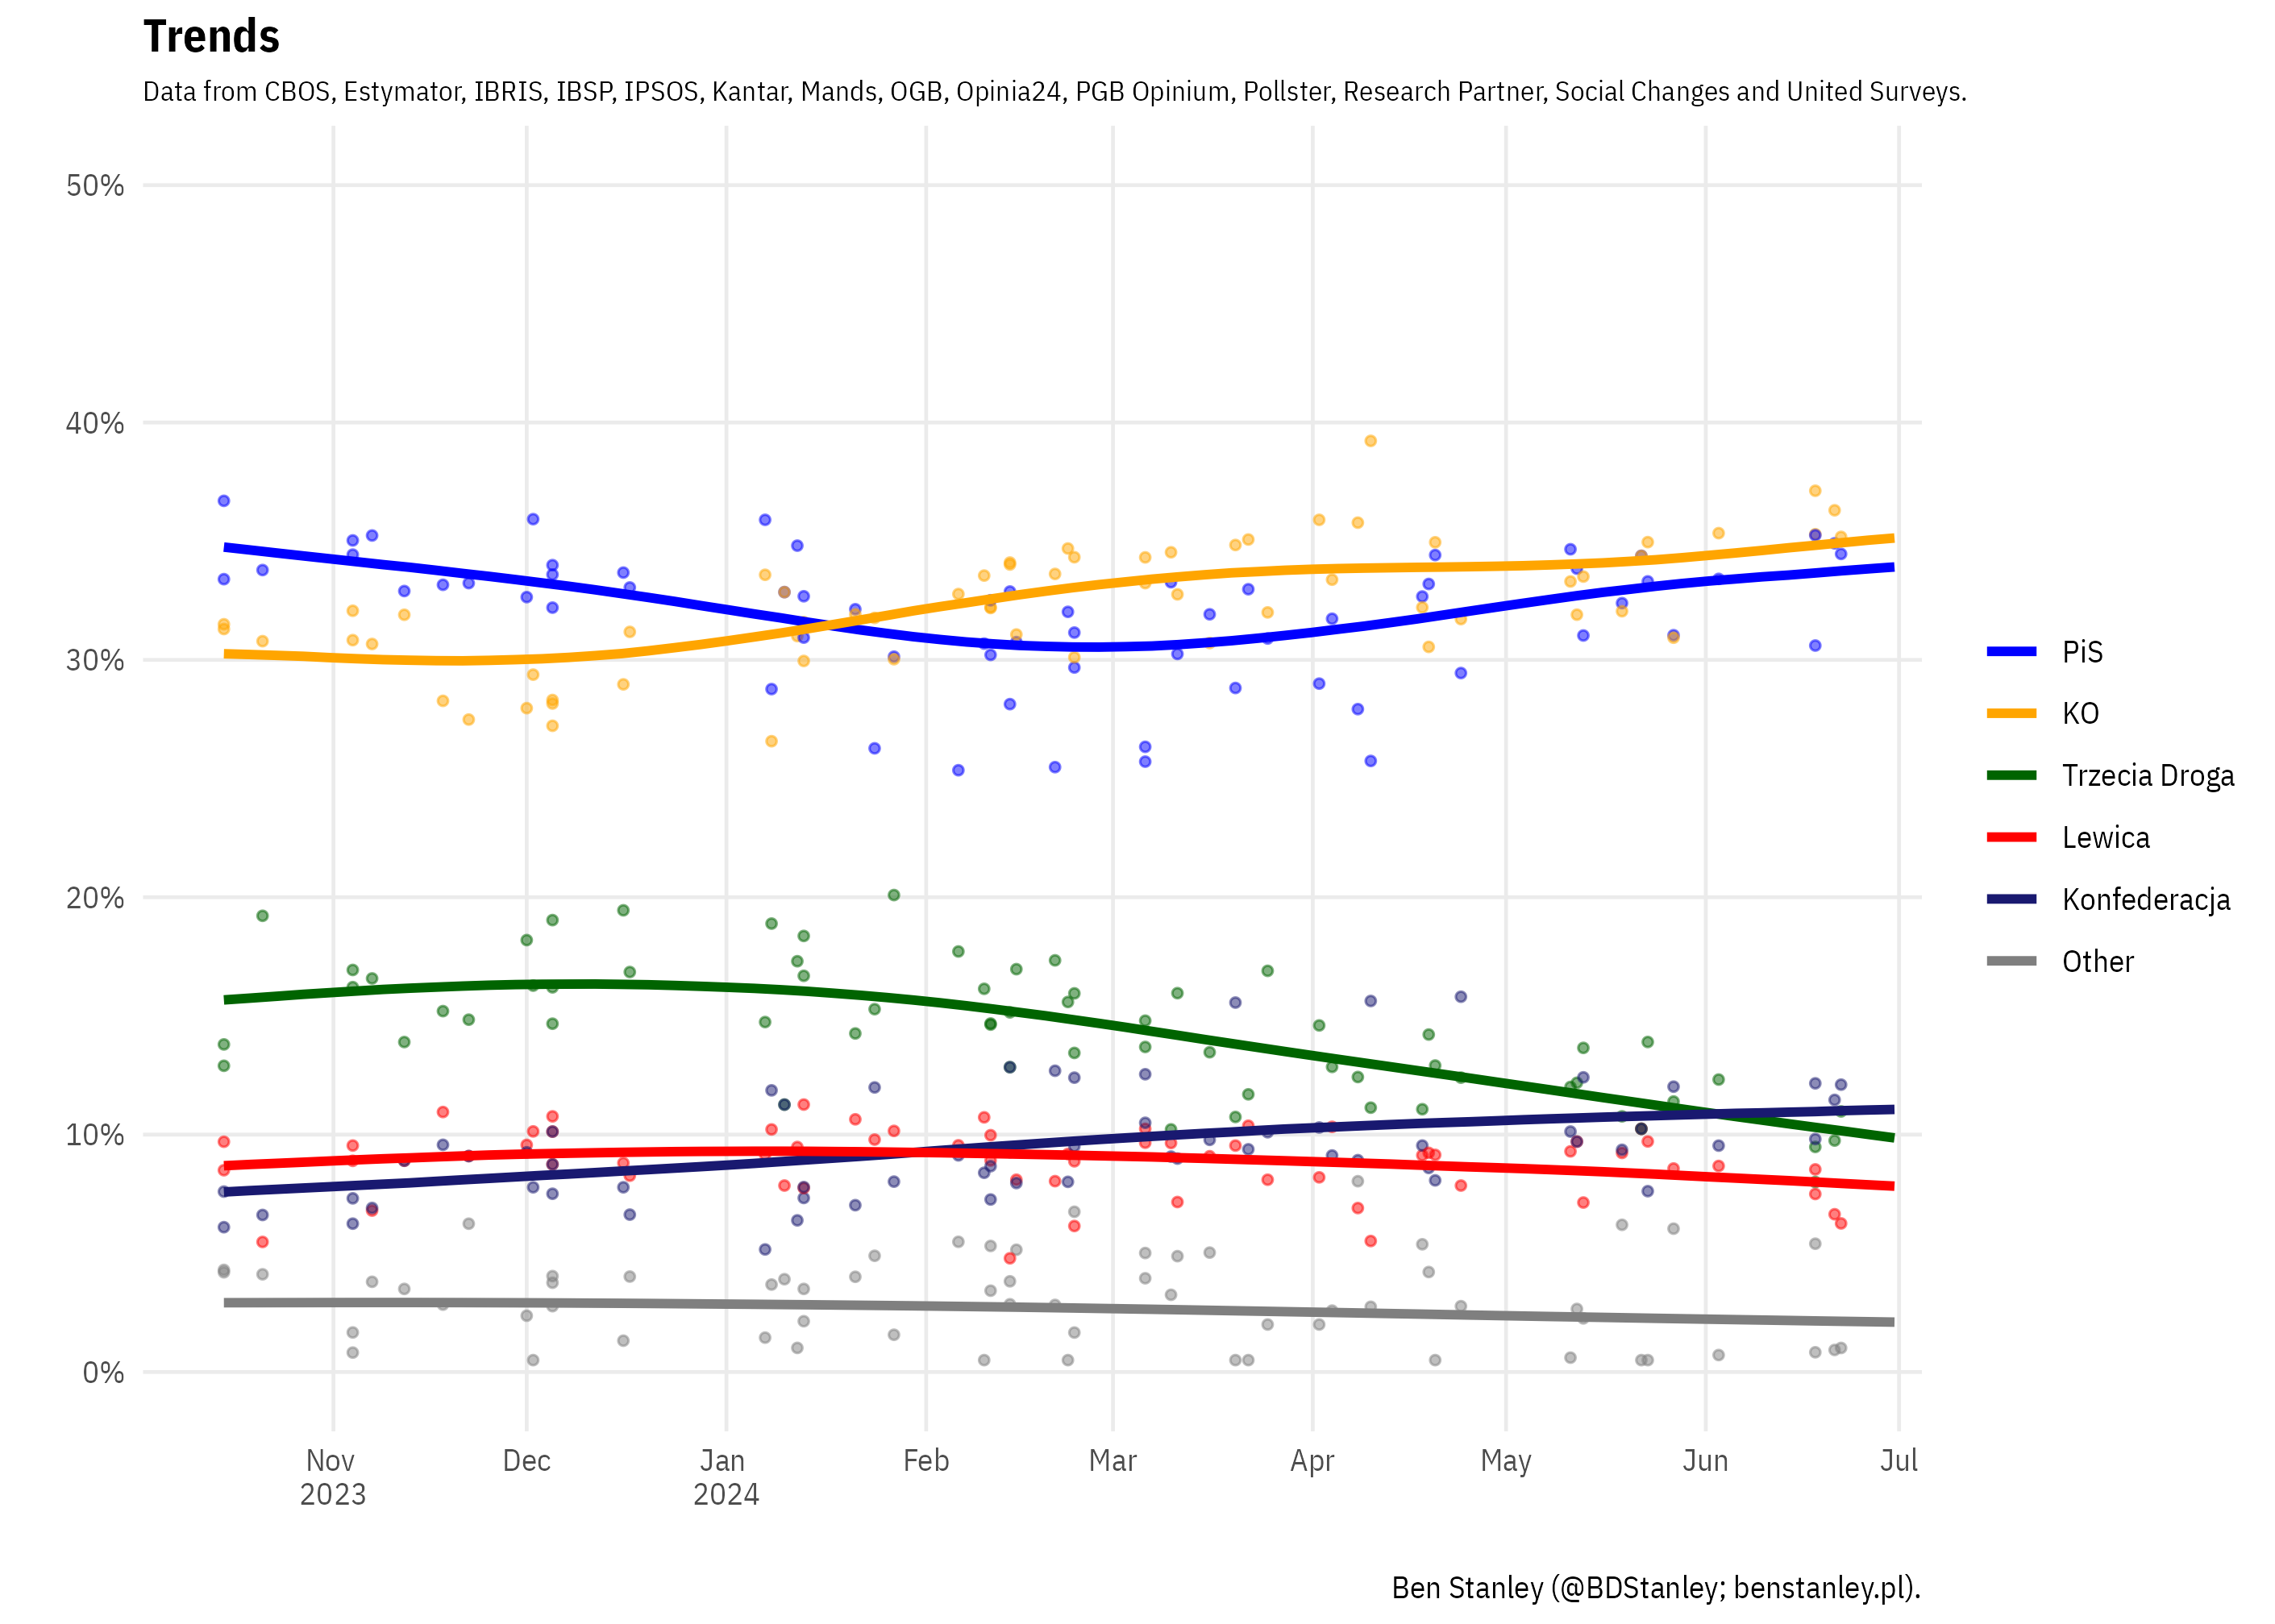 Trends
Data from CBOS, Estymator, IBRIS, IBSP, IPSOS, Kantar, Mands, OGB, Opinia24, PGB Opinium, Pollster, Research Partner, Social Changes and United Surveys.
50%
40%
30%
20%
10%
0%
Nov
2023
Dec
Jan
2024
Feb
Mar
Apr
May
Jun
Jul
PiS
KO
Trzecia Droga
Lewica
Konfederacja
Other
Ben Stanley (@BDStanley; benstanley.pl).